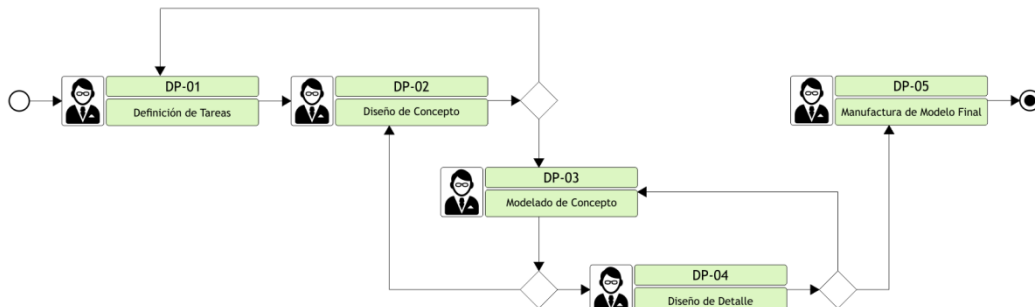 DP-01
Definición de Tareas
DP-02
Diseño de Concepto
DP-05
Manufactura de Modelo Final
DP-03
Modelado de Concepto
DP-04
Diseño de Detalle